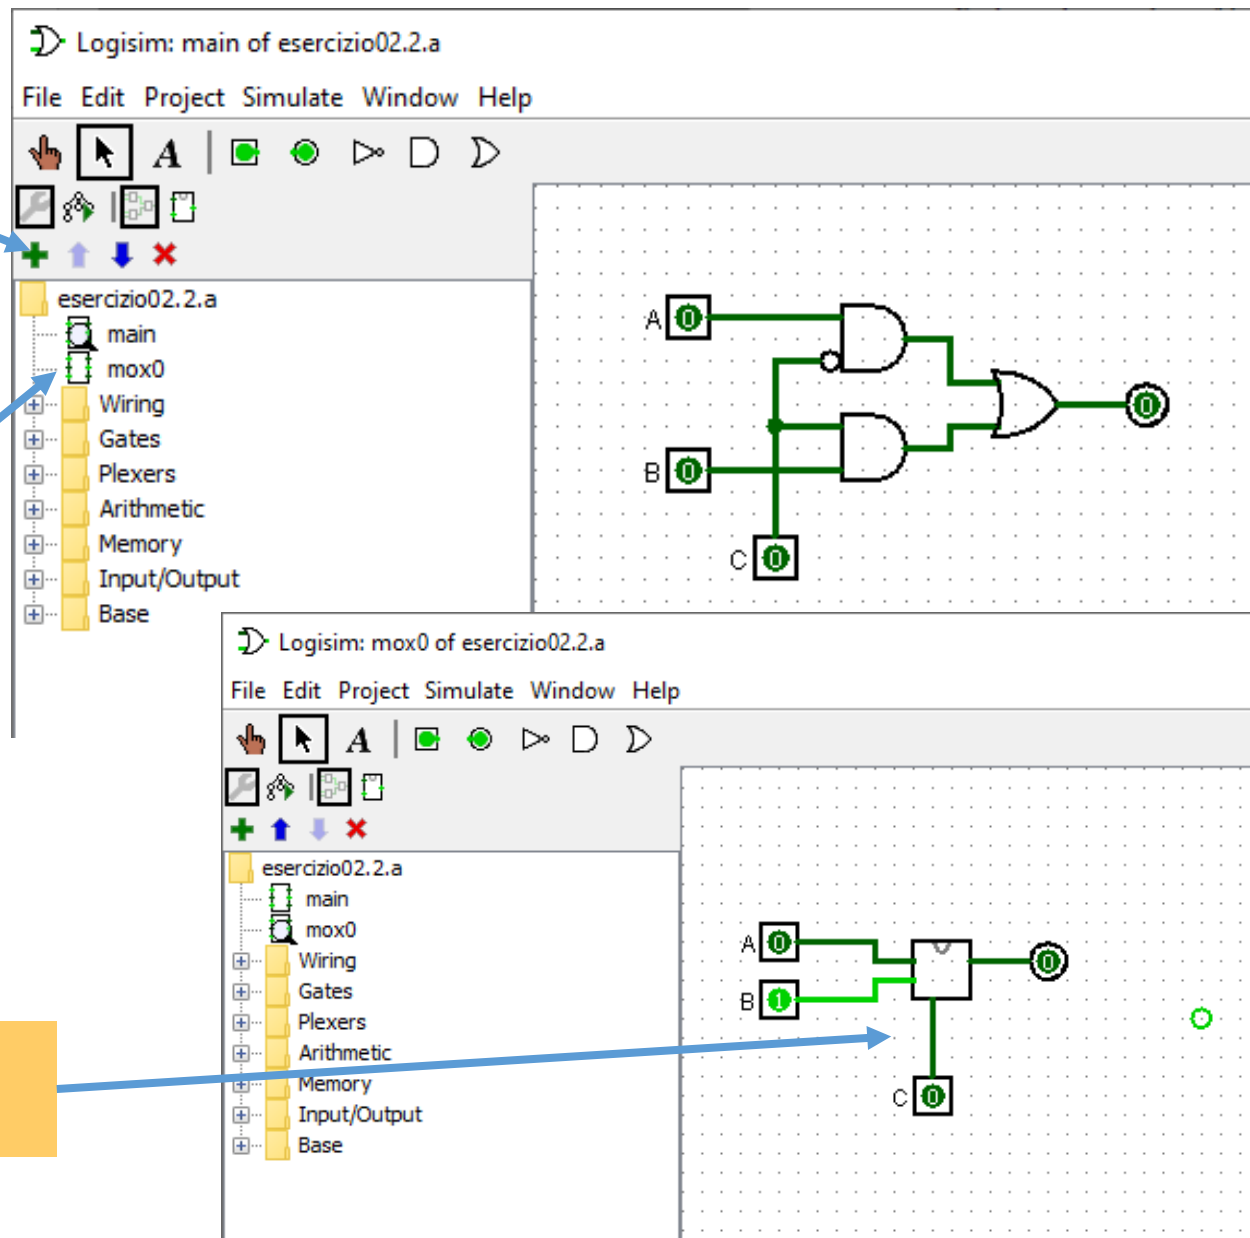 Logisim: main of esercizio02.2.a
File Edit Project Simulate Window Help
A
esercizio02.2.a
main
mox0
Wiring
Gates
Plexers
Arithmetic
Memory
Input/Output
Base
A 0
B 0
C 0
0
Logisim: mox0 of esercizio02.2.a
File Edit Project Simulate Window Help
A
esercizio02.2.a
main
mox0
Wiring
Gates
Plexers
Arithmetic
Memory
Input/Output
Base
A 0
0
B 1
C 0